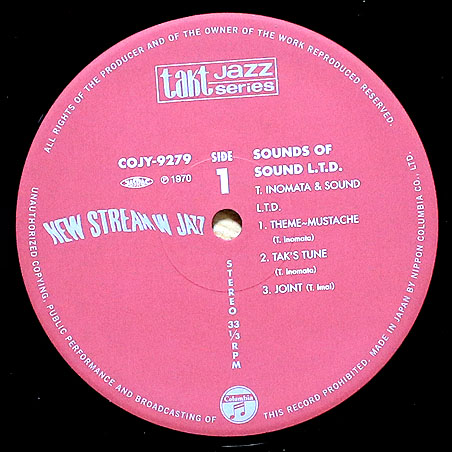 ALL RIGHTS OF THE PRODUCER AND OF THE OWNER OF THE WORK REPRODUCED RESERVED.
UNAUTHORIZED COPYING, PUBLIC PERFORMANCE AND BROADCASTING OF THIS RECORD PROHIBITED. MADE IN JAPAN BY NIPPON COLUMBIA CO., LTD.
takt JAZZ
series
COJY-9279
℗ 1970
SIDE
1
SOUNDS OF
SOUND L.T.D.
T. INOMATA & SOUND
L.T.D.
1. THEME~MUSTACHE
(T. Inomata)
2. TAK'S TUNE
(T. Inomata)
3. JOINT (T. Imai)
NEW STREAM IN JAZZ
STEREO 33 1/3 RPM
Columbia